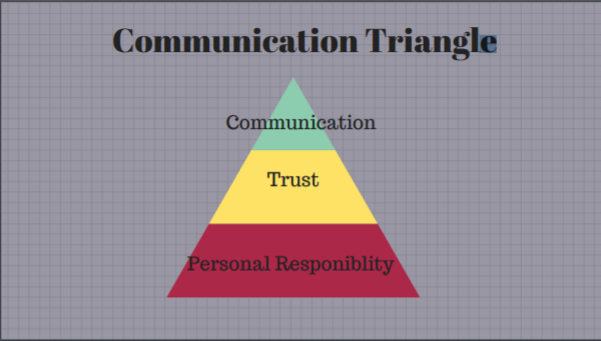 Communication Triangle
Communication
Trust
Personal Responiblity